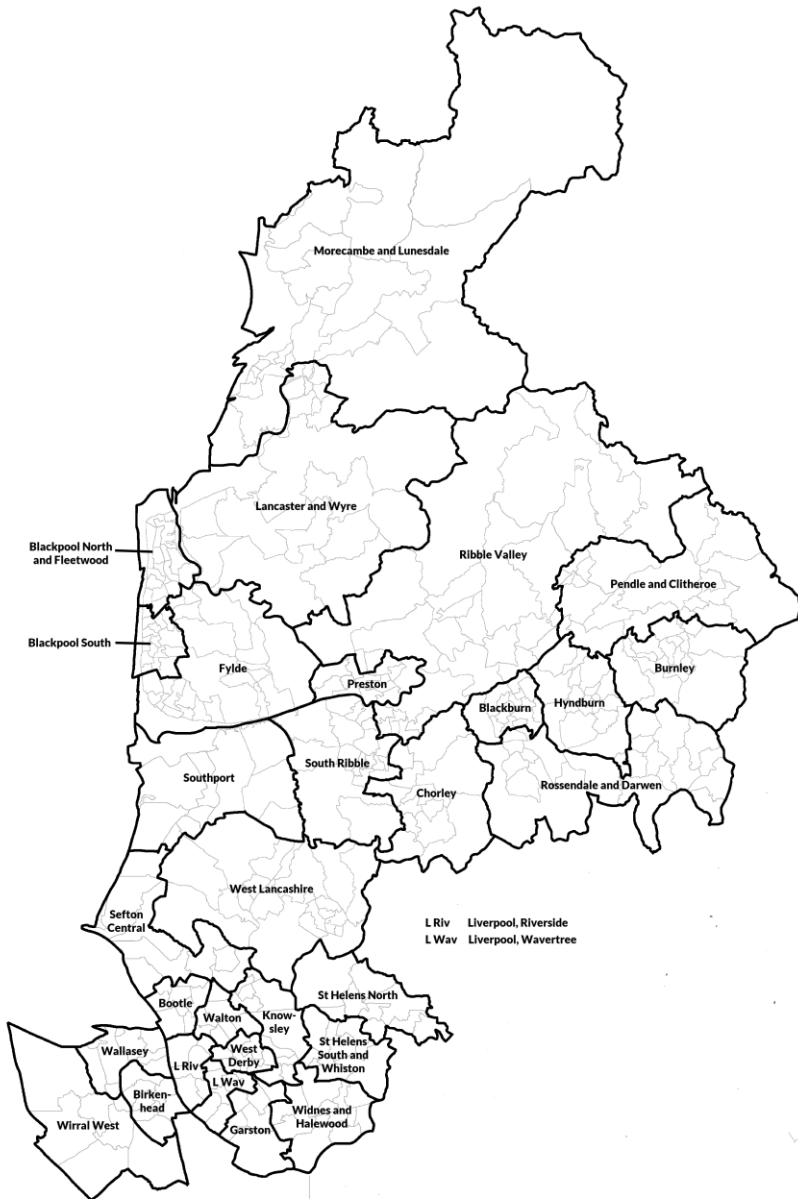 Morecambe and Lunesdale
Lancaster and Wyre
Blackpool North
and Fleetwood
Ribble Valley
Pendle and Clitheroe
Blackpool South
Fylde
Preston
Burnley
Blackburn
Hyndburn
South Ribble
Southport
Chorley
Rossendale and Darwen
West Lancashire
Sefton
Central
L Riv Liverpool, Riverside
L Wav Liverpool, Wavertree
St Helens North
Bootle
Walton
Know-
sley
St Helens
South and
Whiston
Wallasey
West
Derby
L Riv
L Wav
Birken-
head
Widnes and
Halewood
Wirral West
Garston